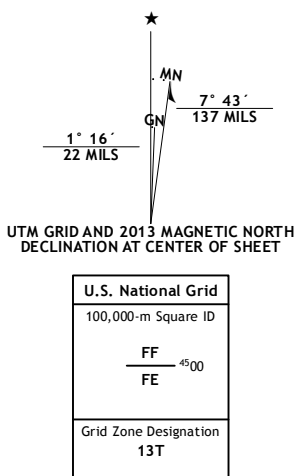 ★
MN
7° 43´
137 MILS
GN
1° 16´
22 MILS
UTM GRID AND 2013 MAGNETIC NORTH
DECLINATION AT CENTER OF SHEET
U.S. National Grid
100,000-m Square ID
FF
4500
FE
Grid Zone Designation
13T